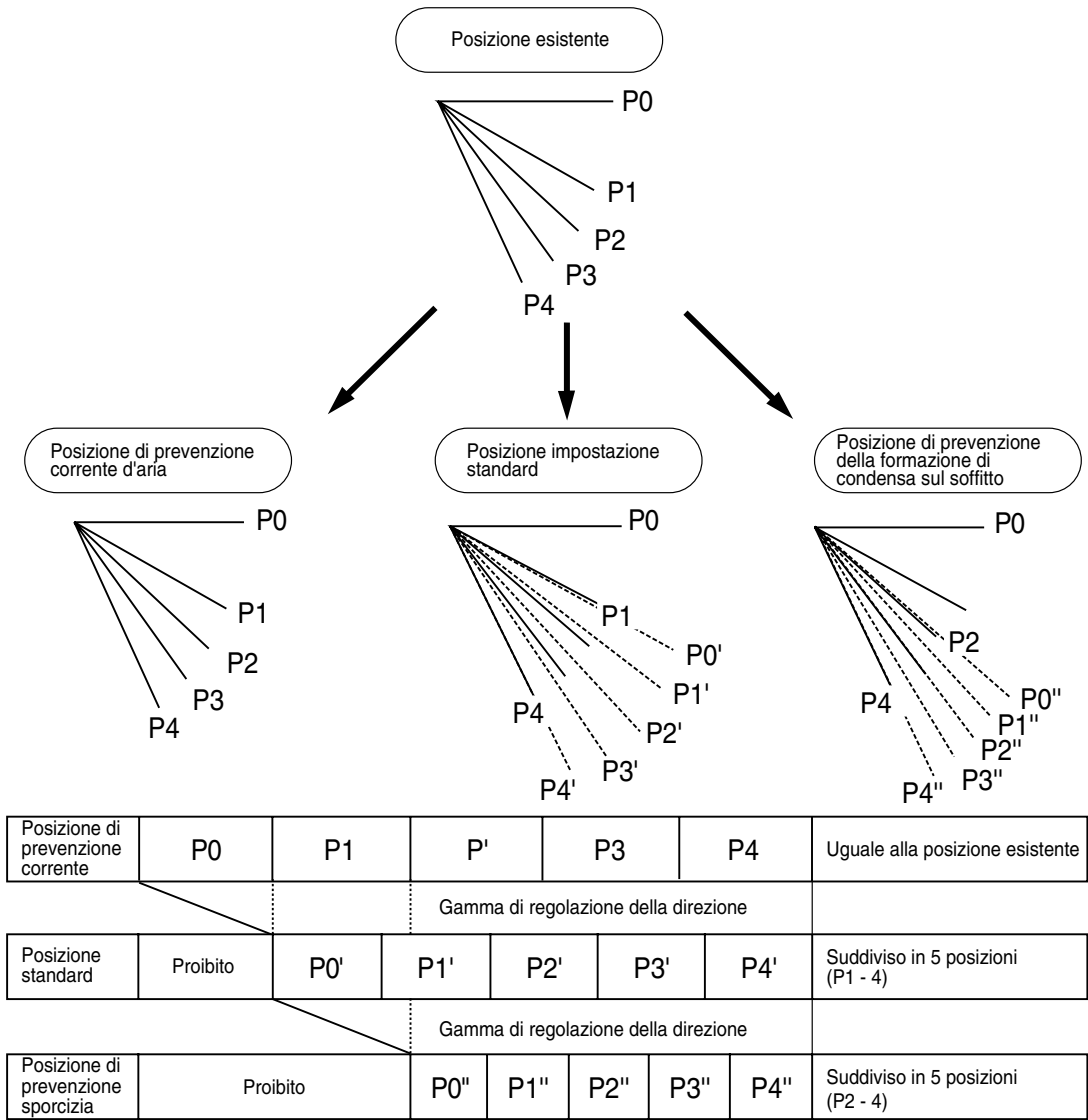 Posizione esistente
P0
P1
P2
P3
P4
Posizione di prevenzione
corrente d'aria
P0
P1
P2
P3
P4
Posizione impostazione
standard
P0
P1
P0'
P1'
P4
P2'
P3'
P4'
Posizione di prevenzione
della formazione di
condensa sul soffitto
P0
P2
P4
P0"
P1"
P2"
P3"
P4"
Posizione di
prevenzione
corrente
P0
P1
P'
P3
P4
Uguale alla posizione esistente
Gamma di regolazione della direzione
Posizione
standard
Proibito
P0'
P1'
P2'
P3'
P4'
Suddiviso in 5 posizioni
(P1 - 4)
Gamma di regolazione della direzione
Posizione di
prevenzione
sporcizia
Proibito
P0"
P1"
P2"
P3"
P4"
Suddiviso in 5 posizioni
(P2 - 4)